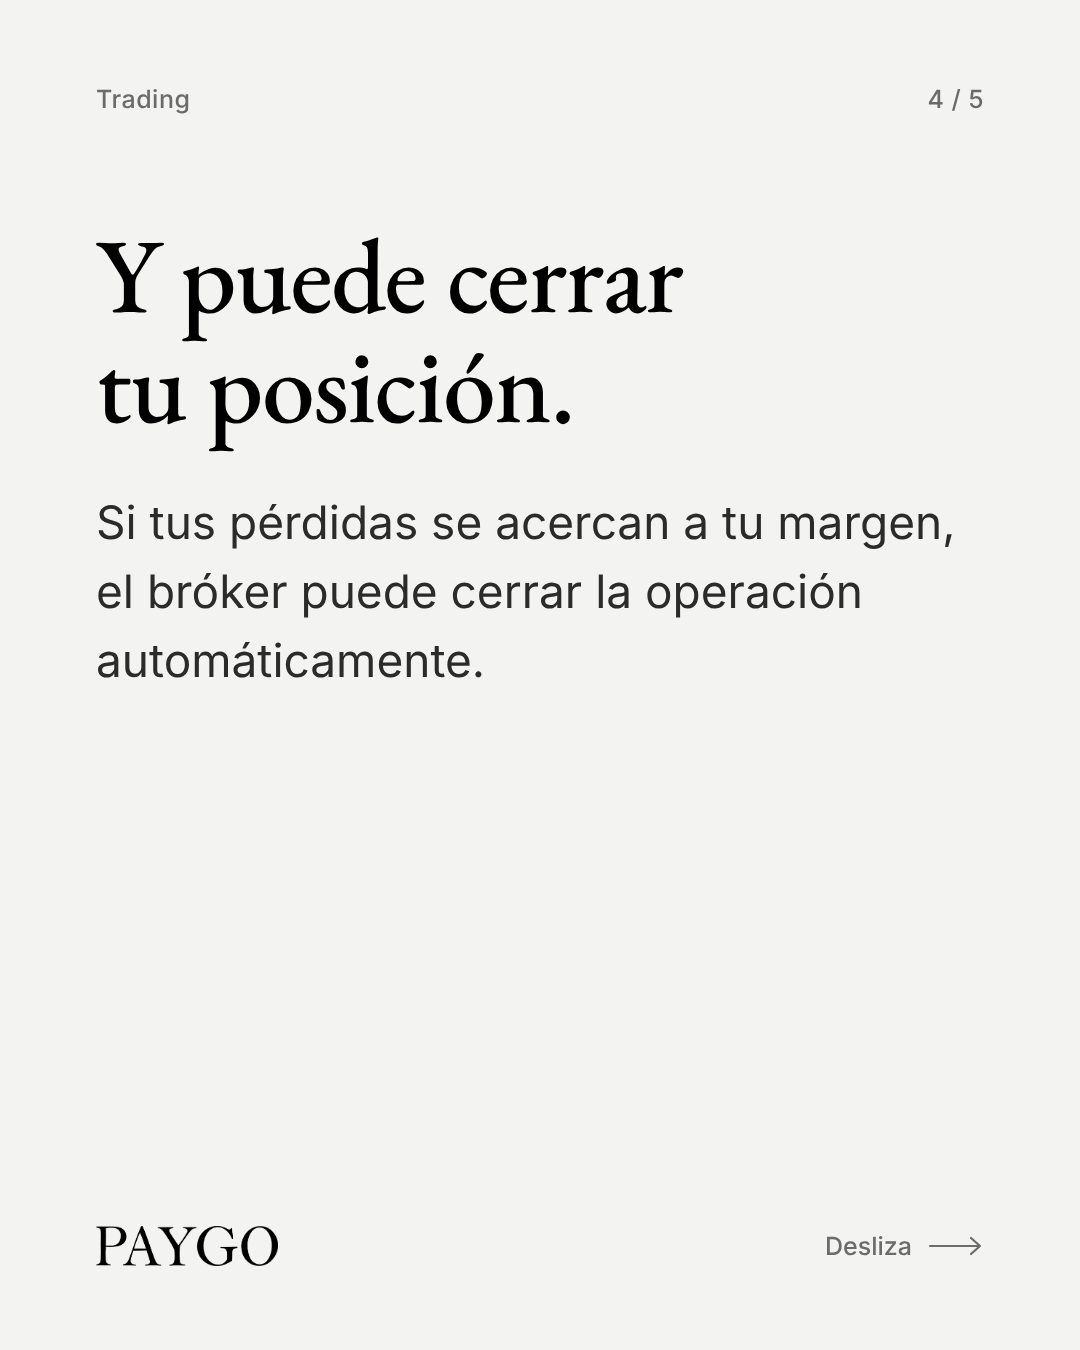 Trading
4 / 5
Y puede cerrar
tu posición.
Si tus pérdidas se acercan a tu margen,
el bróker puede cerrar la operación
automáticamente.
PAYGO
Desliza